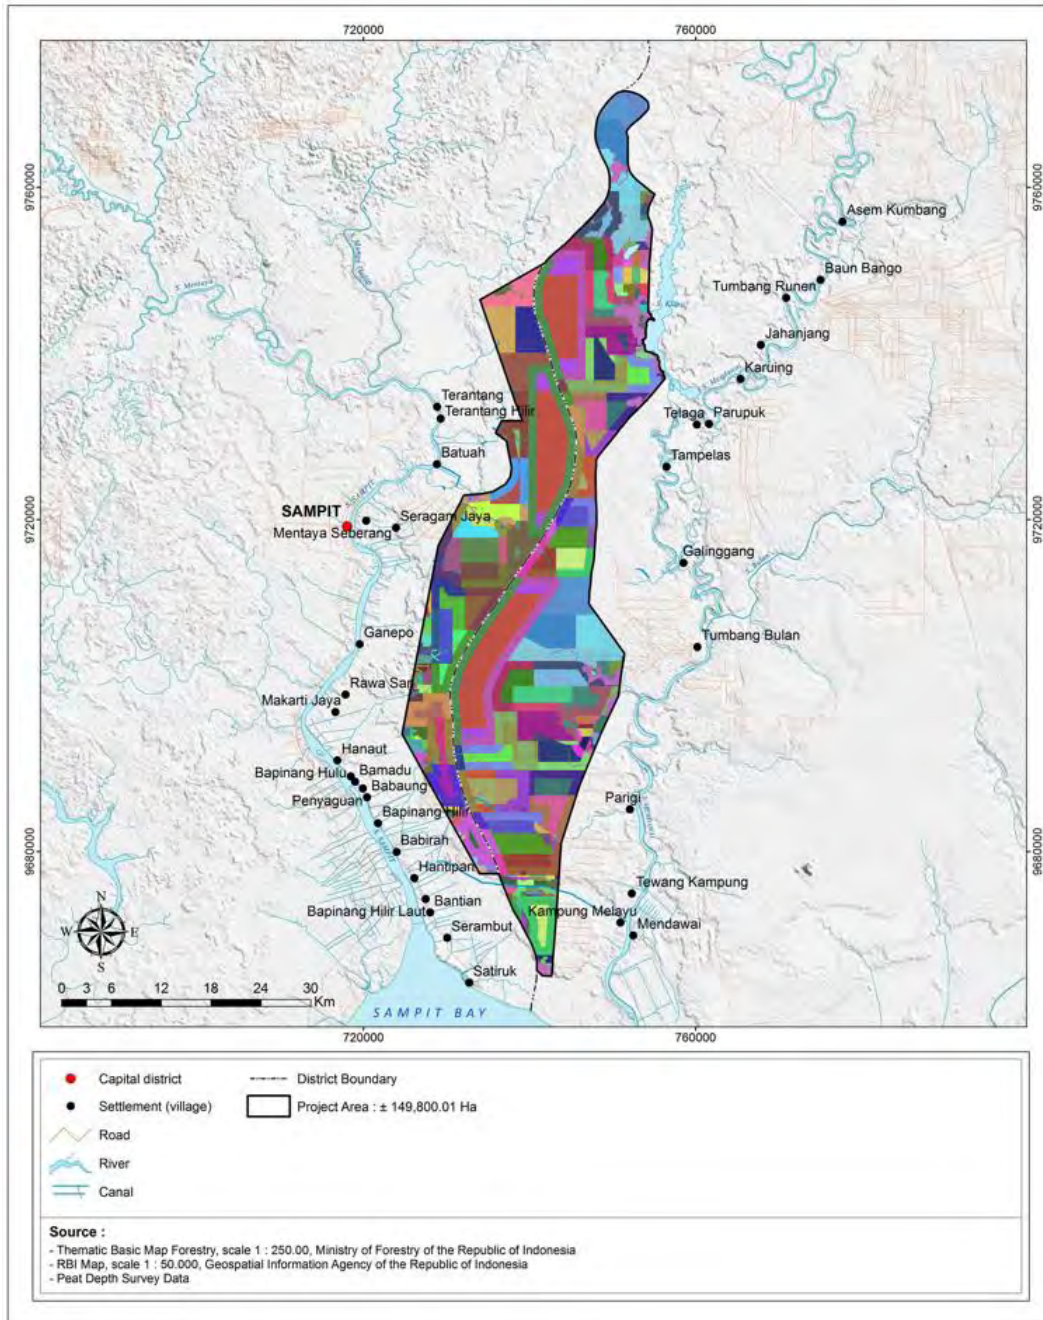 720000
760000
9760000
9760000
Asem Kumbang
Baun Bango
Tumbang Runen
S. Mentaya
Jahanjang
Karuing
Terantang
Terantang Hilir
Telaga
Parupuk
Batuah
Tampelas
SAMPIT
S. SAMPIT
9720000
9720000
Mentaya Seberang
Seragam Jaya
Galinggang
Ganepo
Tumbang Bulan
Rawa Sari
Makarti Jaya
Hanaut
Bapinang Hulu
Bamadu
Babaung
Penyaguan
Parigi
Bapinang Hilir
S. SAMPIT
9680000
9680000
Babirah
Hantipan
Tewang Kampung
Bantian
Bapinang Hilir Laut
Kampung Melayu
Mendawai
Serambut
N
W
E
S
Satiruk
0 3 6 12 18 24 30
Km
SAMPIT BAY
720000
760000
Capital district
District Boundary
Settlement (village)
Project Area : ± 149,800.01 Ha
Road
River
Canal
Source :
- Thematic Basic Map Forestry, scale 1 : 250.00, Ministry of Forestry of the Republic of Indonesia
- RBI Map, scale 1 : 50.000, Geospatial Information Agency of the Republic of Indonesia
- Peat Depth Survey Data